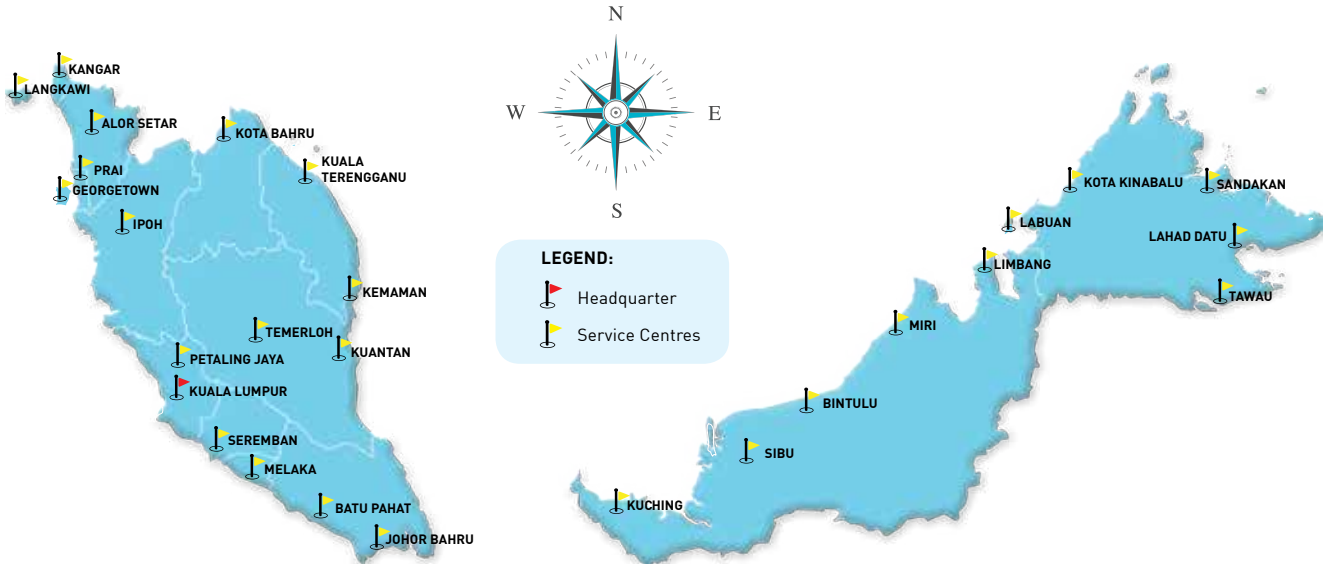 KANGAR
LANGKAWI
ALOR SETAR
KOTA BAHRU
PRAI
KUALA
TERENGGANU
GEORGETOWN
IPOH
KEMAMAN
TEMERLOH
KUANTAN
PETALING JAYA
KUALA LUMPUR
SEREMBAN
MELAKA
BATU PAHAT
JOHOR BAHRU
N
W
E
S
LEGEND:
Headquarter
Service Centres
KOTA KINABALU
SANDAKAN
LABUAN
LAHAD DATU
LIMBANG
TAWAU
MIRI
BINTULU
SIBU
KUCHING